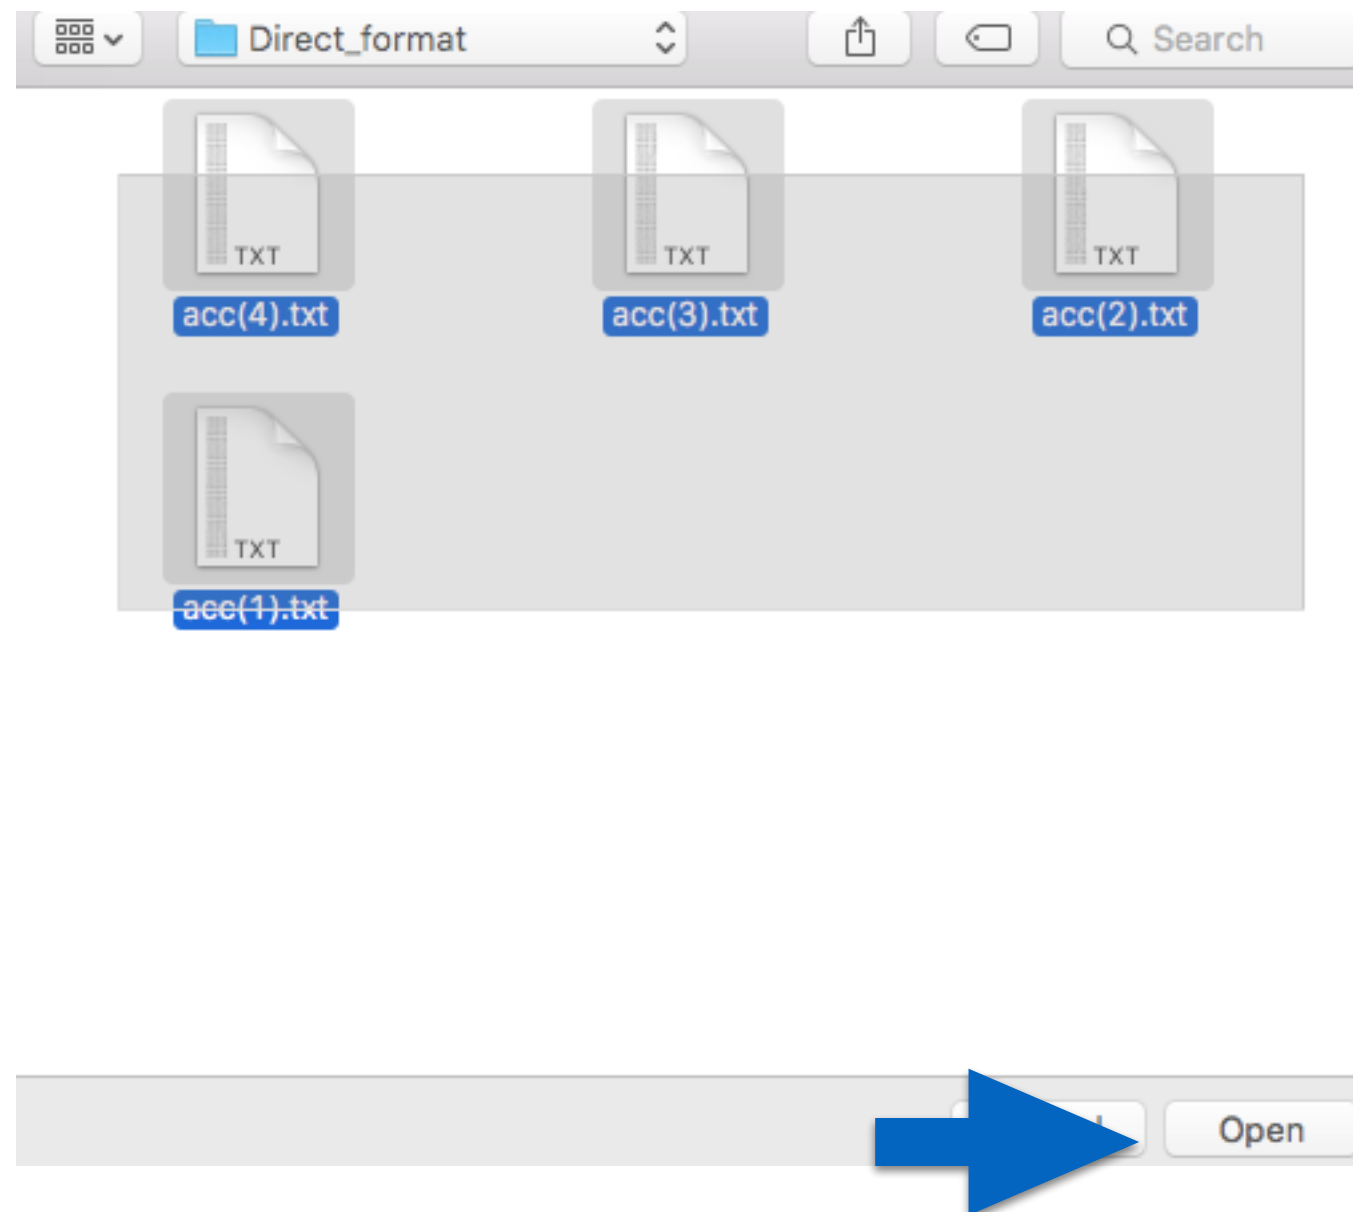 Direct_format
Search
TXT
TXT
TXT
acc(4).txt
acc(3).txt
acc(2).txt
TXT
acc(1).txt
Open